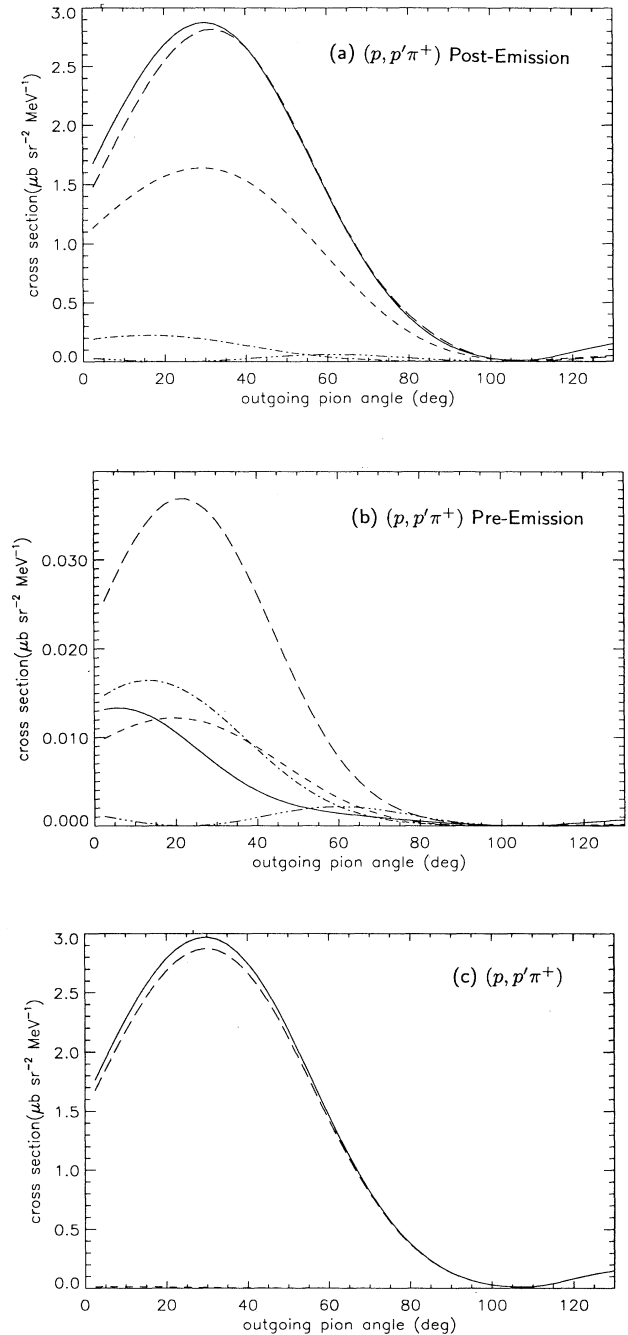 3.0
(a) (p, p′π⁺) Post-Emission
2.5
2.0
1.5
1.0
0.5
0.0
cross section(μb sr⁻² MeV⁻¹)
0 20 40 60 80 100 120
outgoing pion angle (deg)
(b) (p, p′π⁺) Pre-Emission
0.030
0.020
0.010
0.000
cross section(μb sr⁻² MeV⁻¹)
0 20 40 60 80 100 120
outgoing pion angle (deg)
3.0
(c) (p, p′π⁺)
2.5
2.0
1.5
1.0
0.5
0.0
cross section(μb sr⁻² MeV⁻¹)
0 20 40 60 80 100 120
outgoing pion angle (deg)